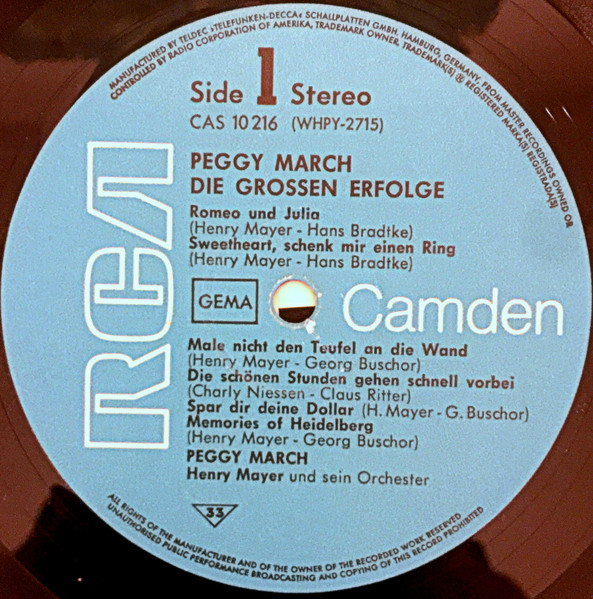 MANUFACTURED BY TELDEC »TELEFUNKEN-DECCA« SCHALLPLATTEN GMBH, HAMBURG, GERMANY, FROM MASTER RECORDINGS OWNED OR
CONTROLLED BY RADIO CORPORATION OF AMERIKA, TRADEMARK OWNER, TRADEMARK(S) ® REGISTERED MARKA(S) REGISTRADA(S)
Side 1 Stereo
CAS 10 216 (WHPY-2715)
PEGGY MARCH
DIE GROSSEN ERFOLGE
Romeo und Julia
(Henry Mayer - Hans Bradtke)
Sweetheart, schenk mir einen Ring
(Henry Mayer - Hans Bradtke)
RCA
GEMA
Camden
Male nicht den Teufel an die Wand
(Henry Mayer - Georg Buschor)
Die schönen Stunden gehen schnell vorbei
(Charly Niessen - Claus Ritter)
Spar dir deine Dollar (H. Mayer - G. Buschor)
Memories of Heidelberg
(Henry Mayer - Georg Buschor)
PEGGY MARCH
Henry Mayer und sein Orchester
33
ALL RIGHTS OF THE MANUFACTURER AND OF THE OWNER OF THE RECORDED WORK RESERVED
UNAUTHORISED PUBLIC PERFORMANCE BROADCASTING AND COPYING OF THIS RECORD PROHIBITED